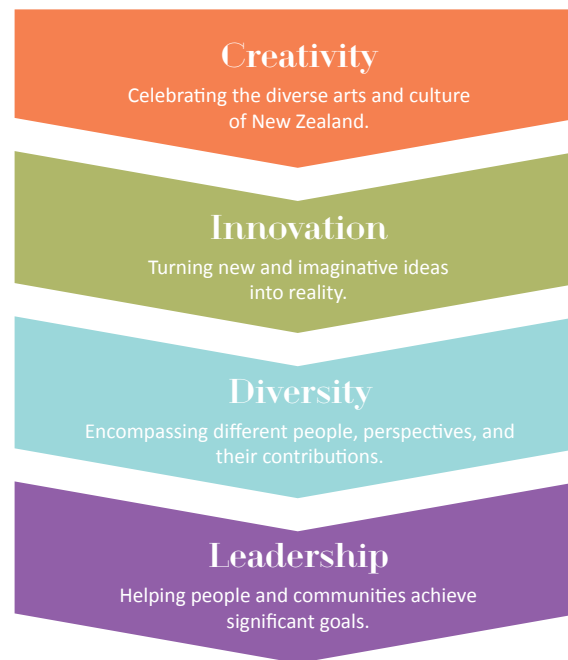 Creativity
Celebrating the diverse arts and culture
of New Zealand.
Innovation
Turning new and imaginative ideas
into reality.
Diversity
Encompassing different people, perspectives, and
their contributions.
Leadership
Helping people and communities achieve
significant goals.